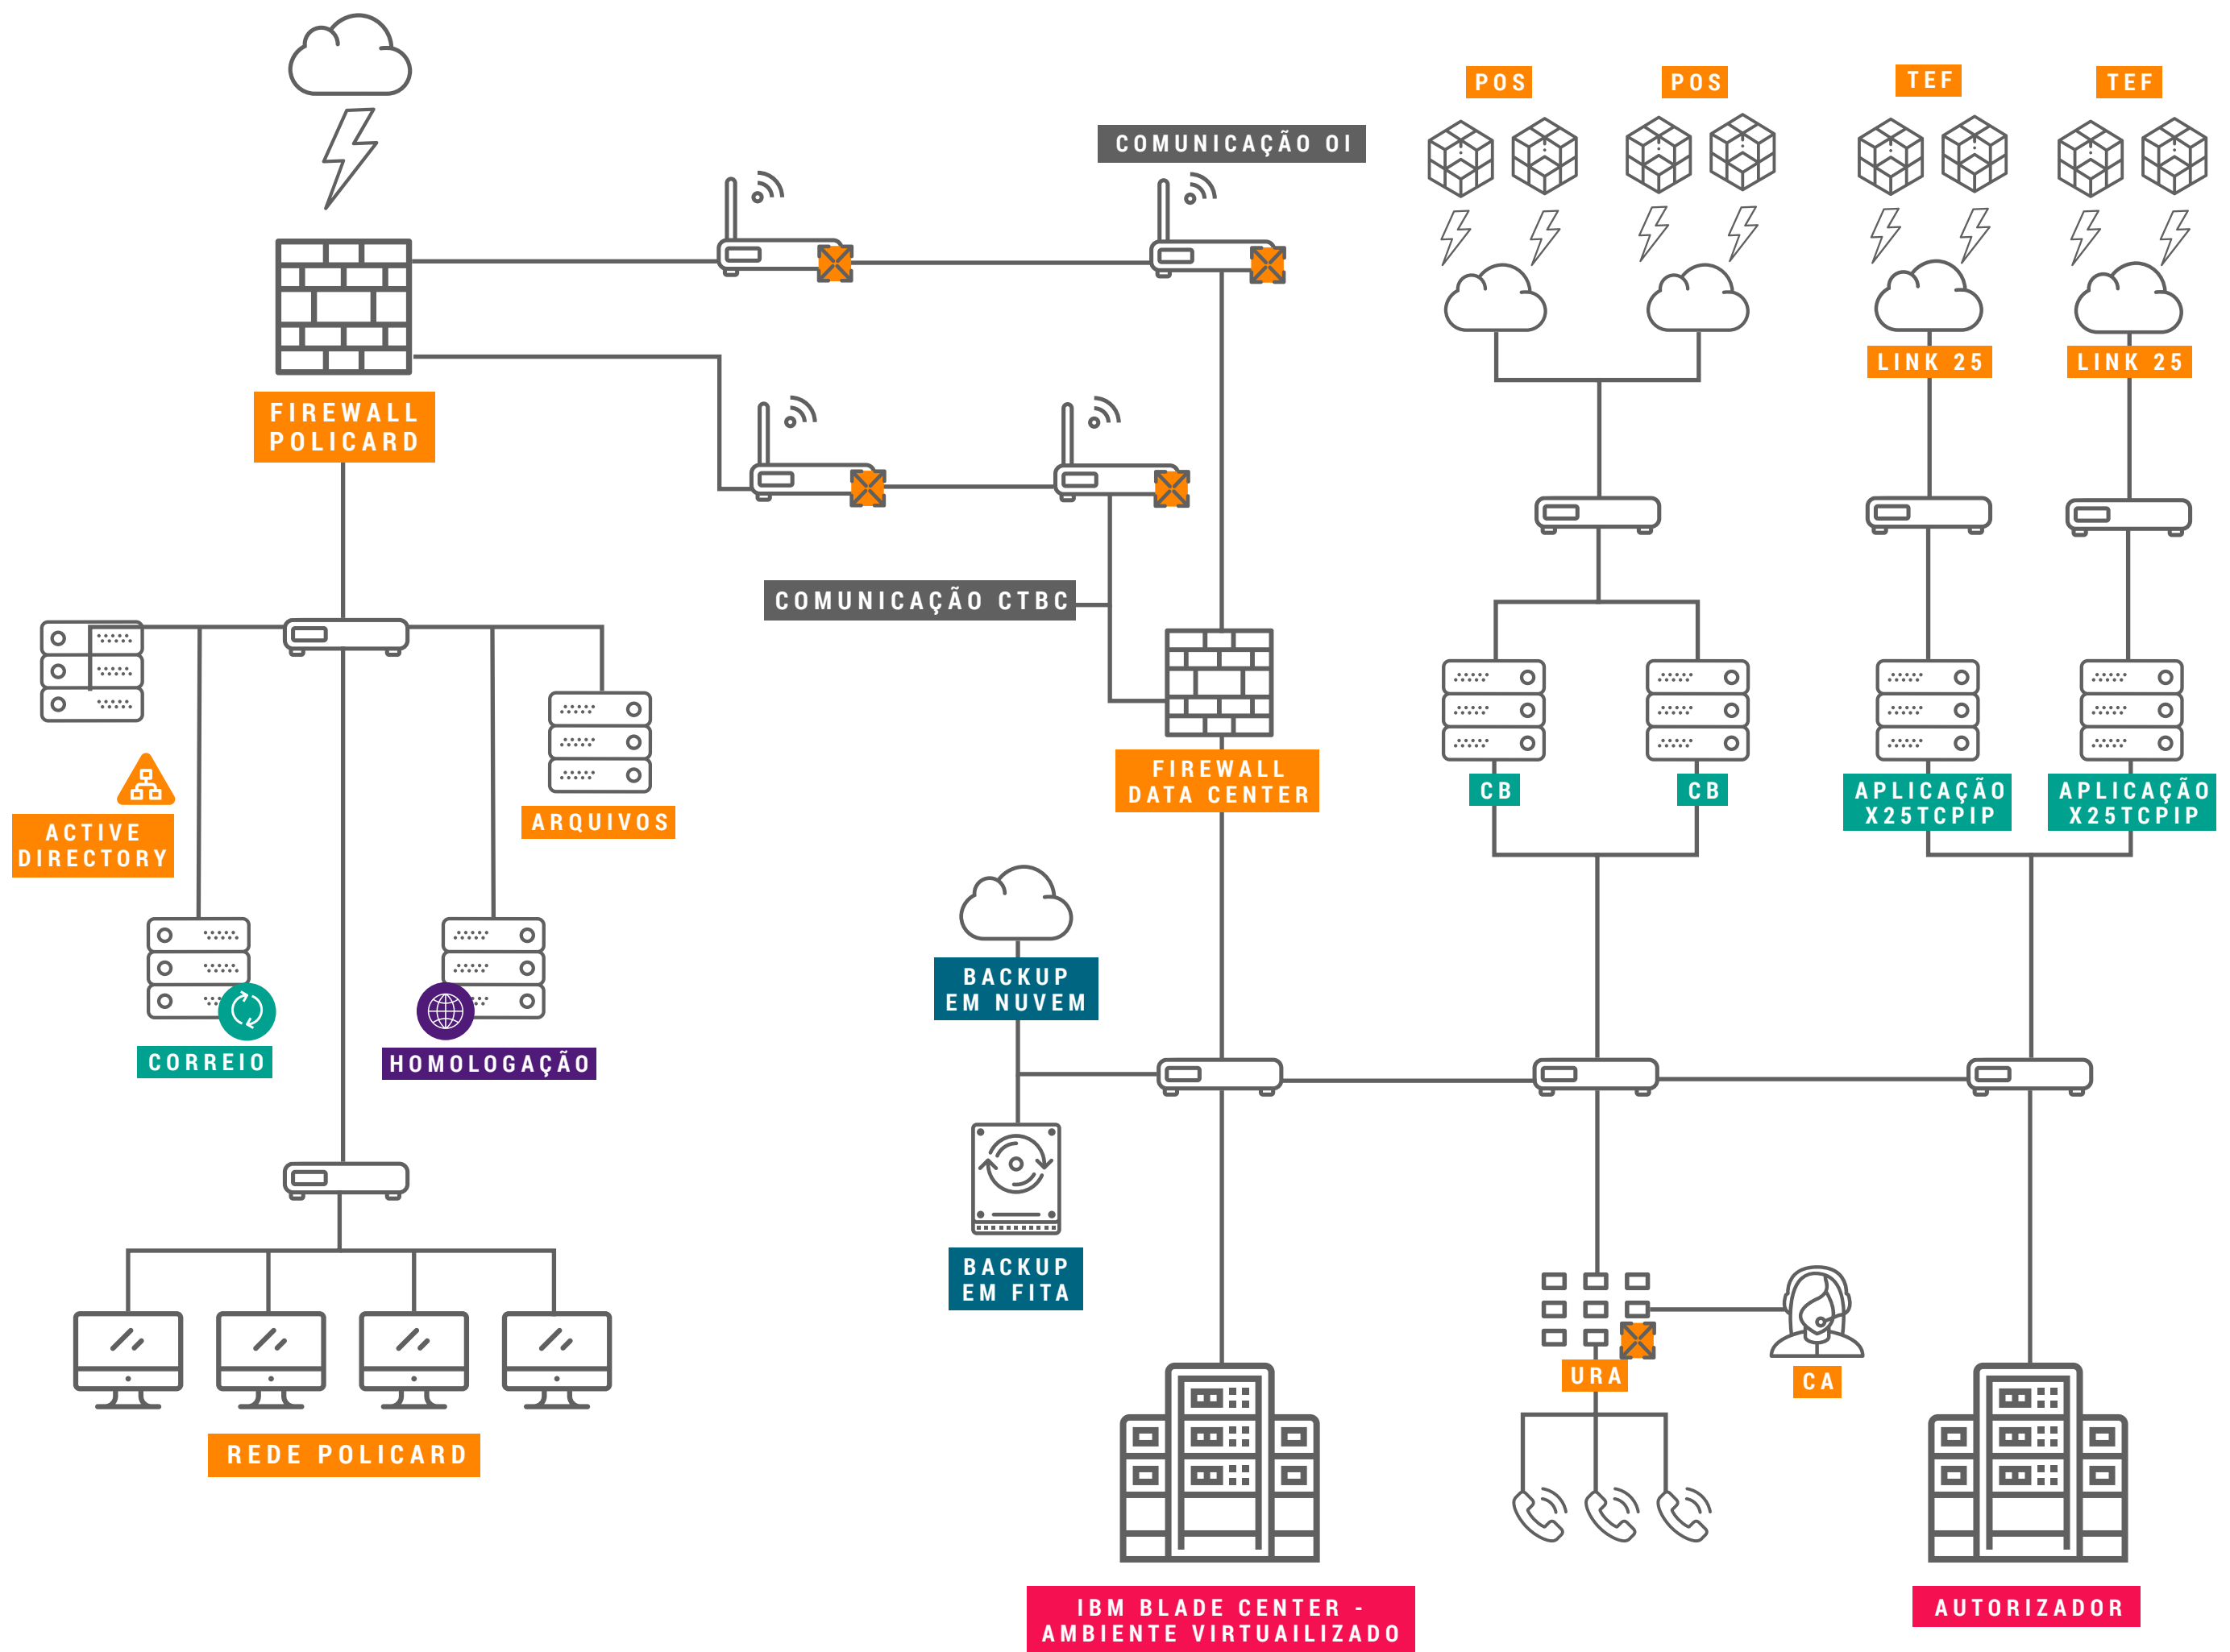 POS
POS
TEF
TEF
COMUNICAÇÃO OI
LINK 25
LINK 25
FIREWALL
POLICARD
COMUNICAÇÃO CTBC
FIREWALL
DATA CENTER
CB
CB
APLICAÇÃO
X25TCPIP
APLICAÇÃO
X25TCPIP
ARQUIVOS
ACTIVE
DIRECTORY
BACKUP
EM NUVEM
CORREIO
HOMOLOGAÇÃO
BACKUP
EM FITA
URA
CA
REDE POLICARD
IBM BLADE CENTER -
AMBIENTE VIRTUAILIZADO
AUTORIZADOR